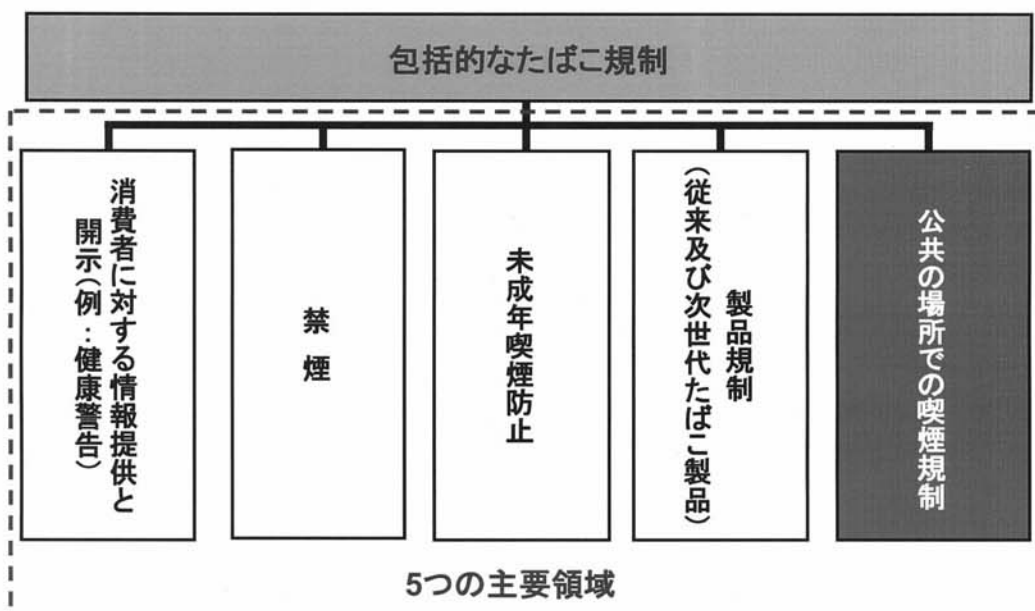 包括的なたばこ規制
消費者に対する情報提供と
開示(例：健康警告)
禁煙
未成年喫煙防止
製品規制
(従来及び次世代たばこ製品)
公共の場所での喫煙規制
5つの主要領域